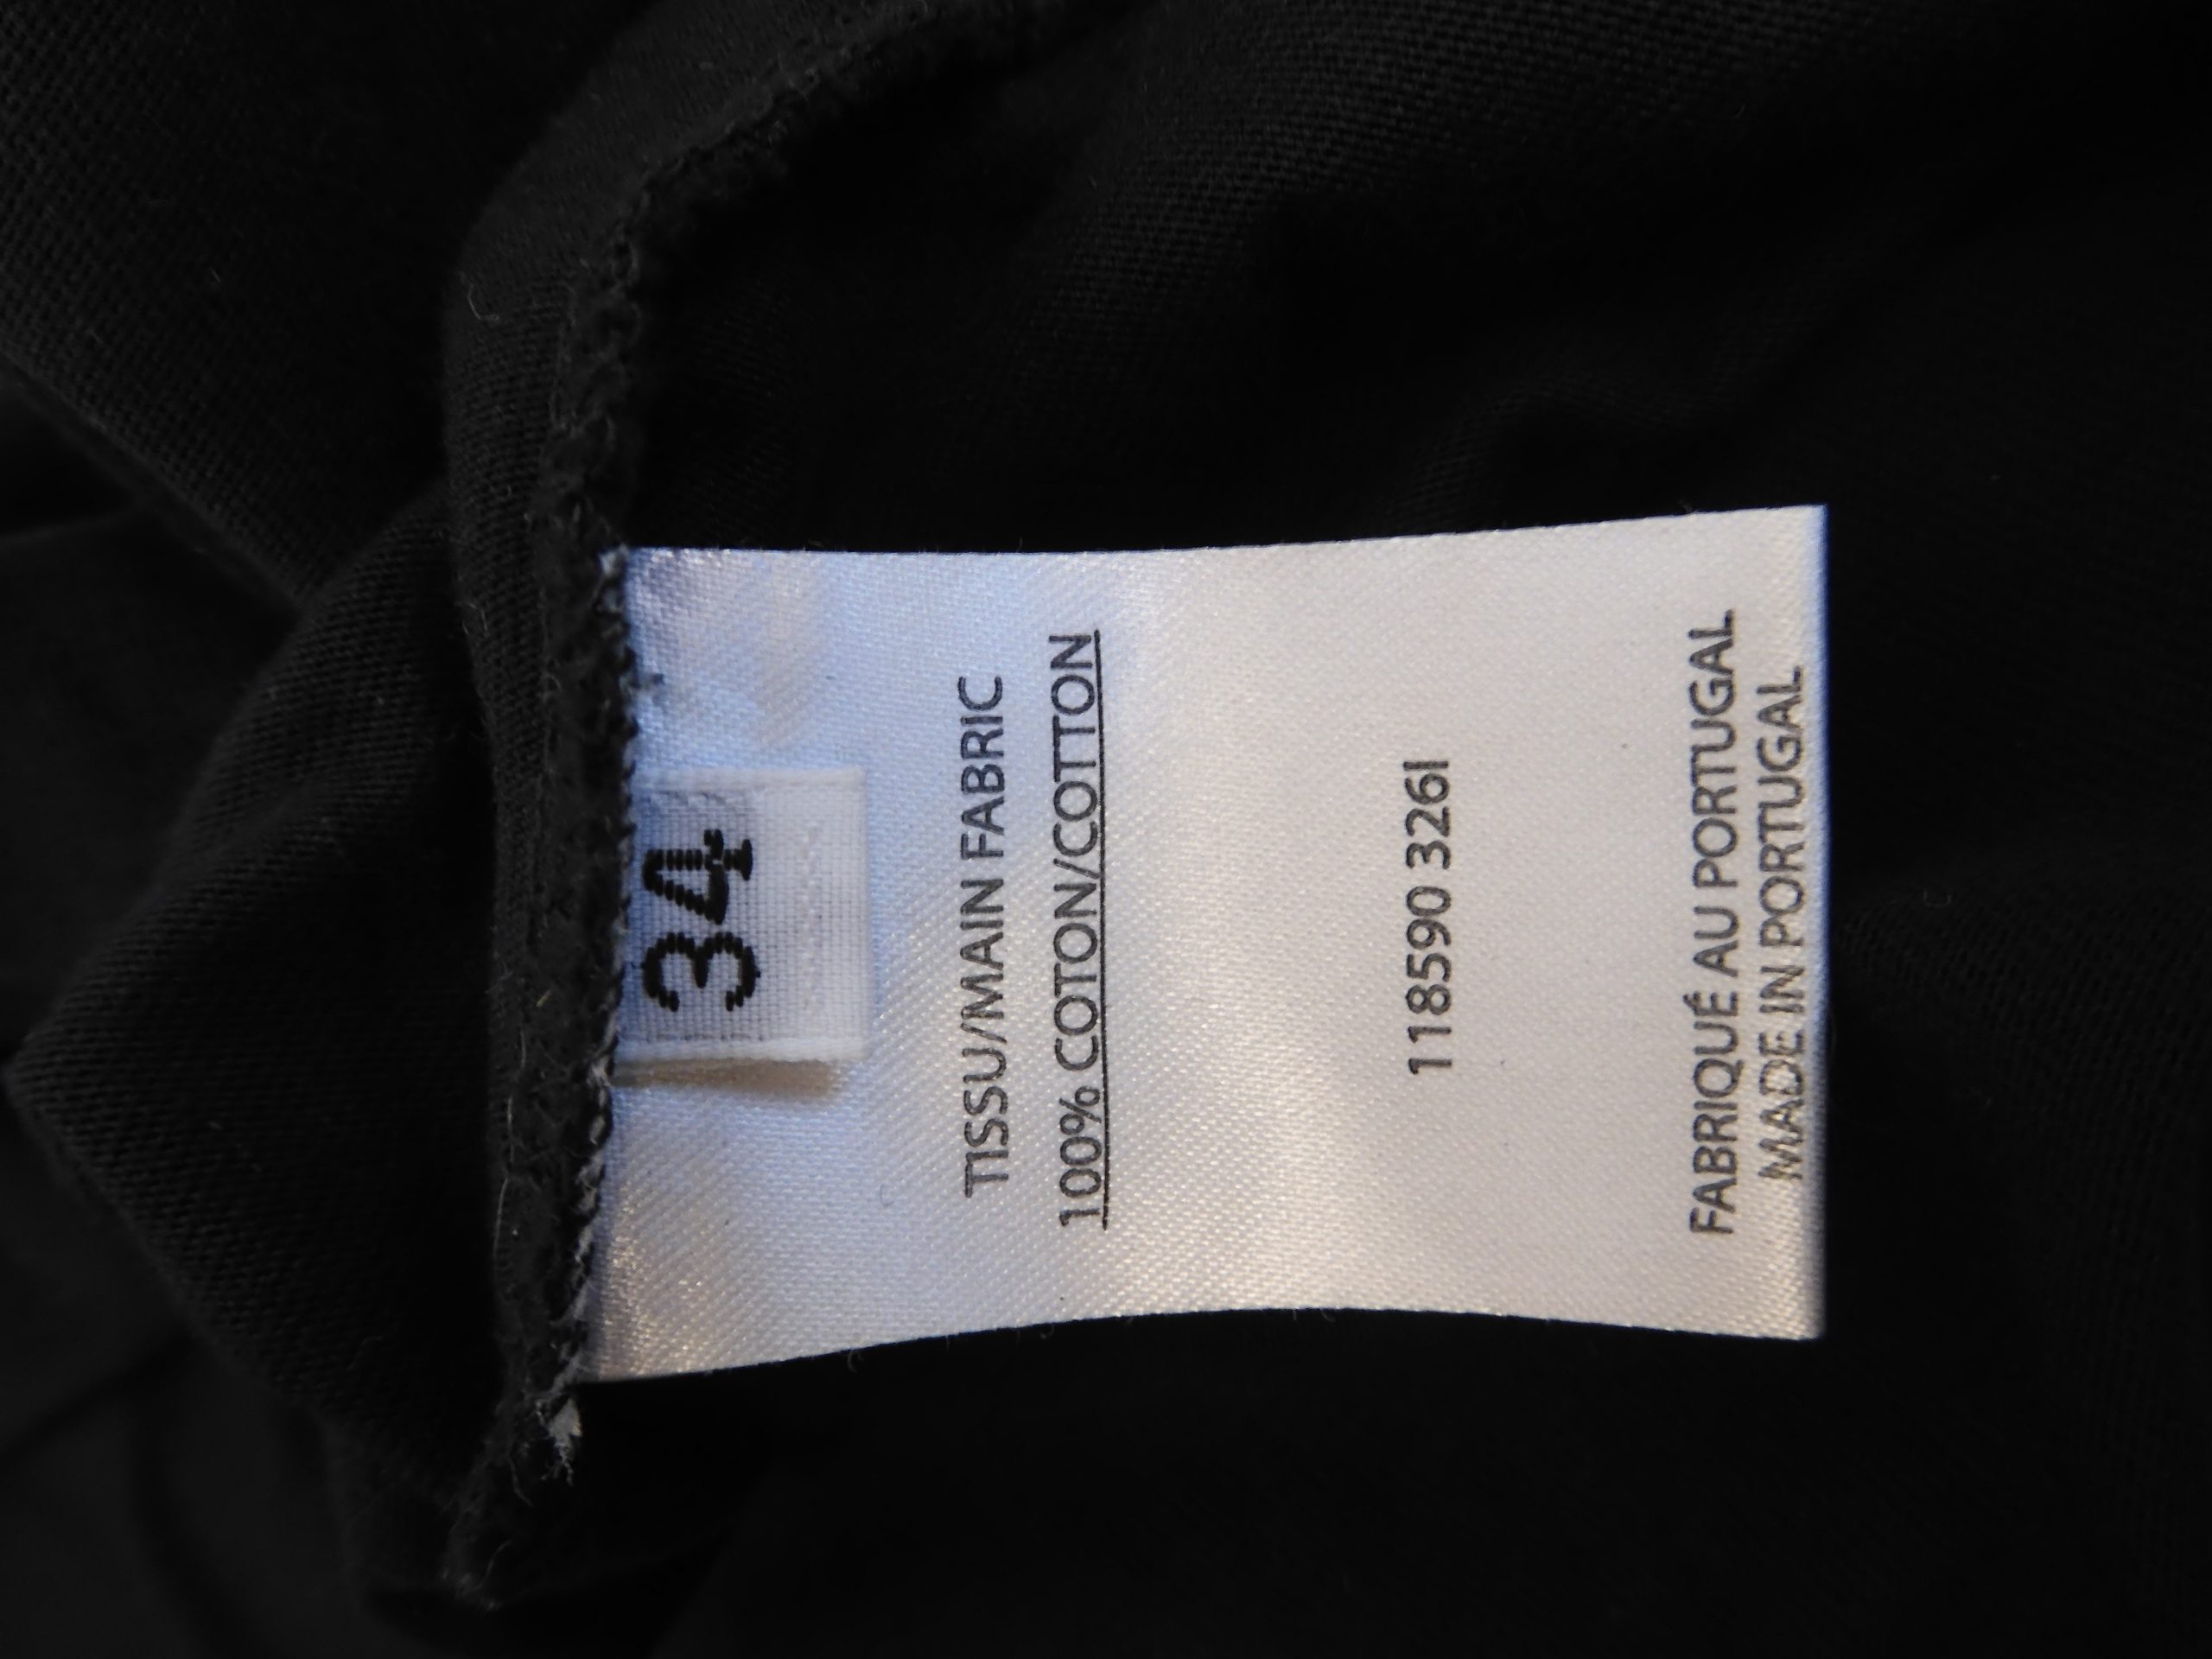 34
TISSU/MAIN FABRIC
100% COTON/COTTON
118590 326I
FABRIQUÉ AU PORTUGAL
MADE IN PORTUGAL